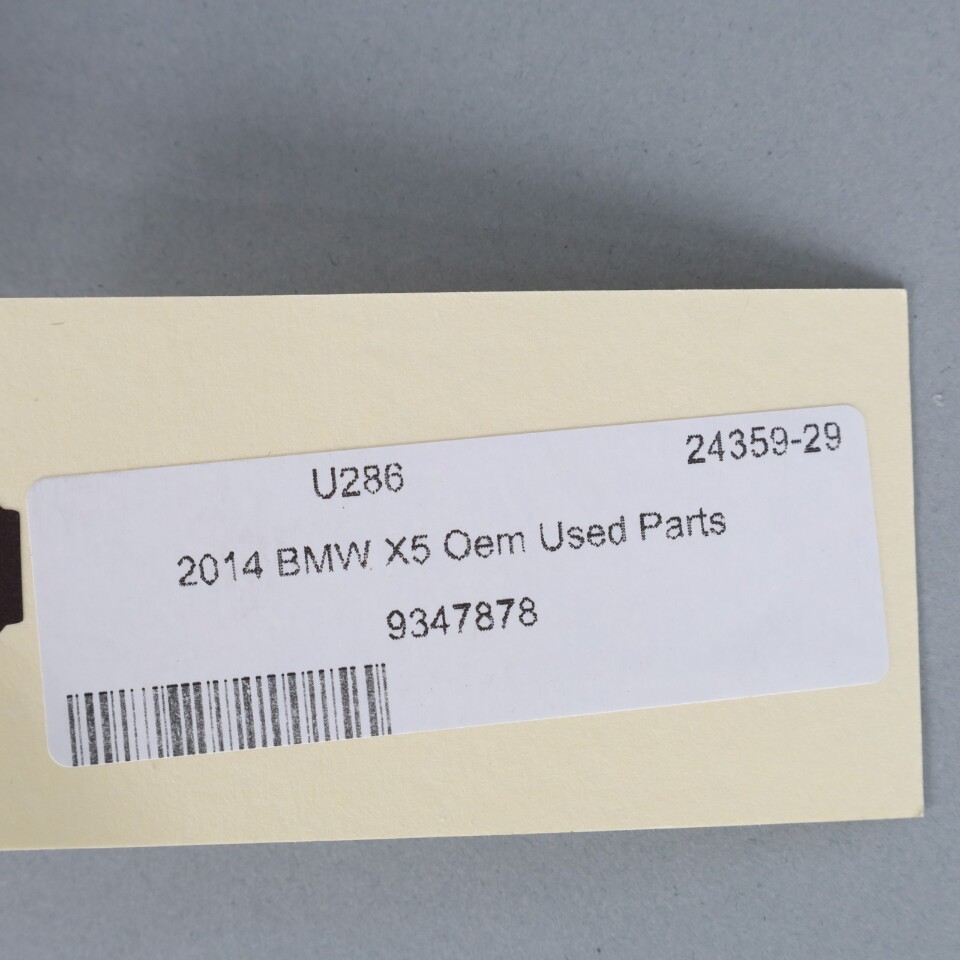 U286 24359-29
2014 BMW X5 Oem Used Parts
9347878